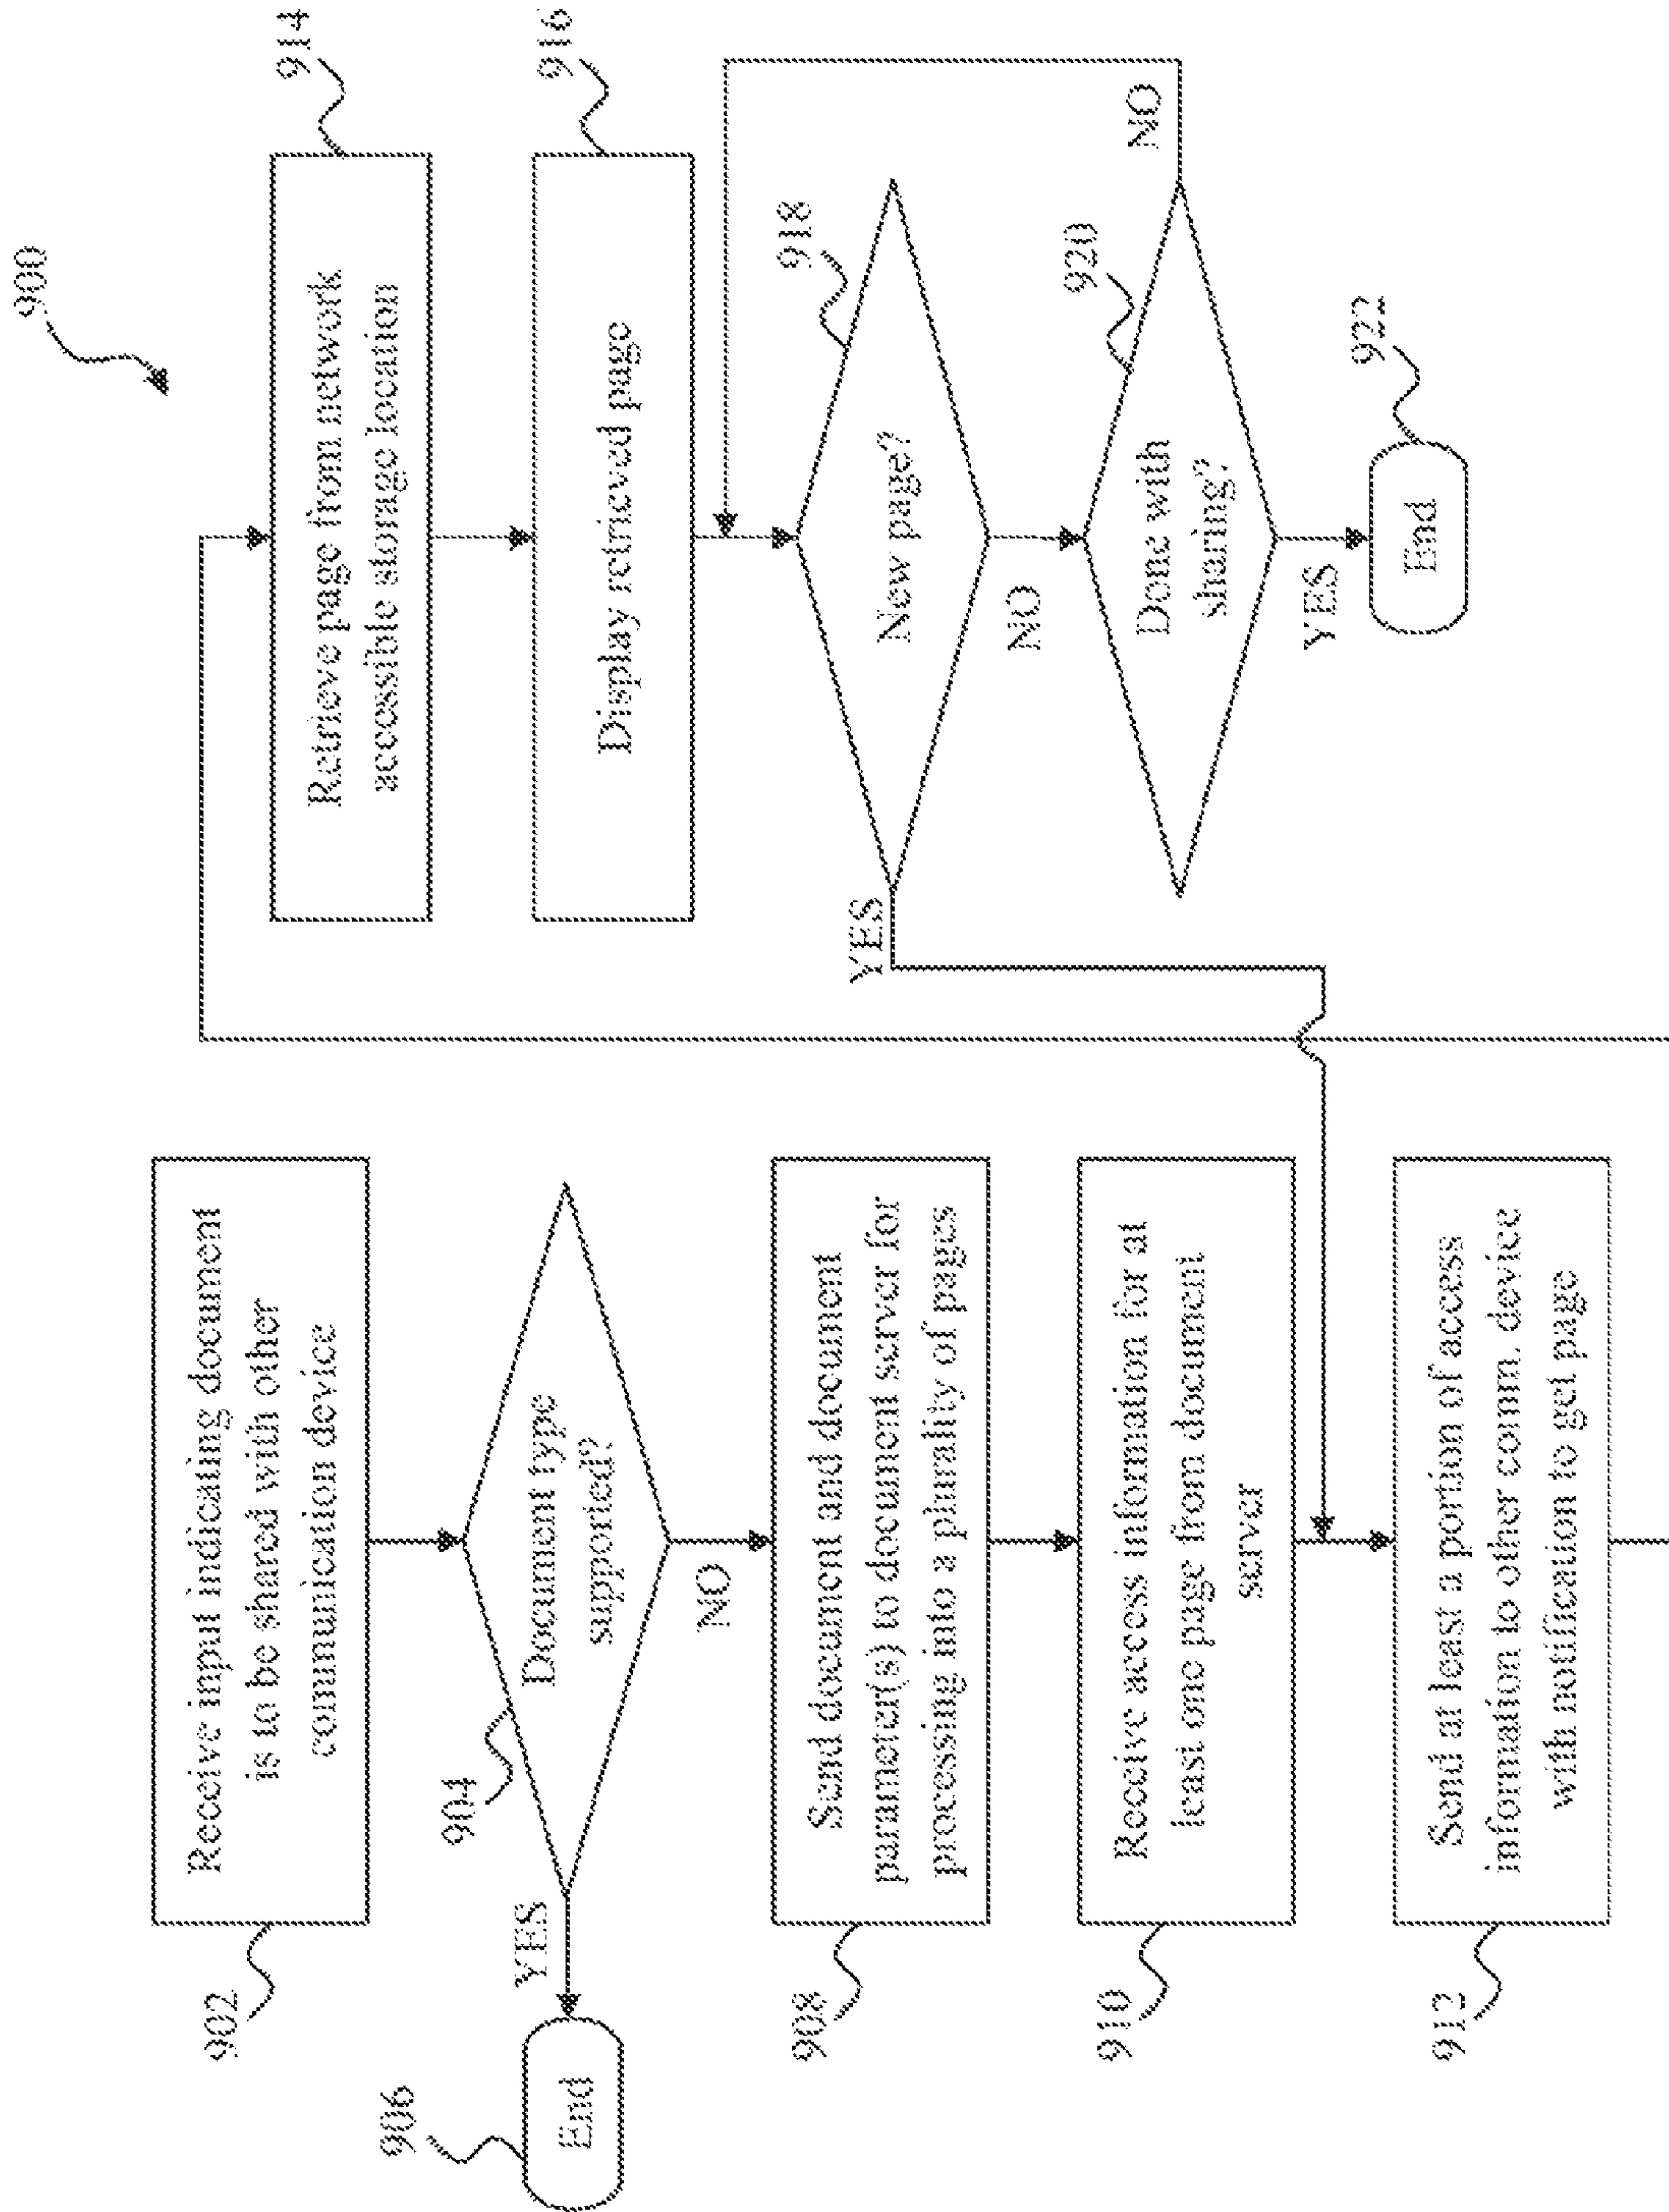 900
902
Receive input indicating document
is to be shared with other
communication device
904
Document type
supported?
YES
906
End
NO
908
Send document and document
parameter(s) to document server for
processing into a plurality of pages
910
Receive access information for at
least one page from document
server
912
Send at least a portion of access
information to other comm. device
with notification to get page
914
Retrieve page from network
accessible storage location
916
Display retrieved page
918
New page?
YES
NO
920
Done with
sharing?
NO
YES
922
End